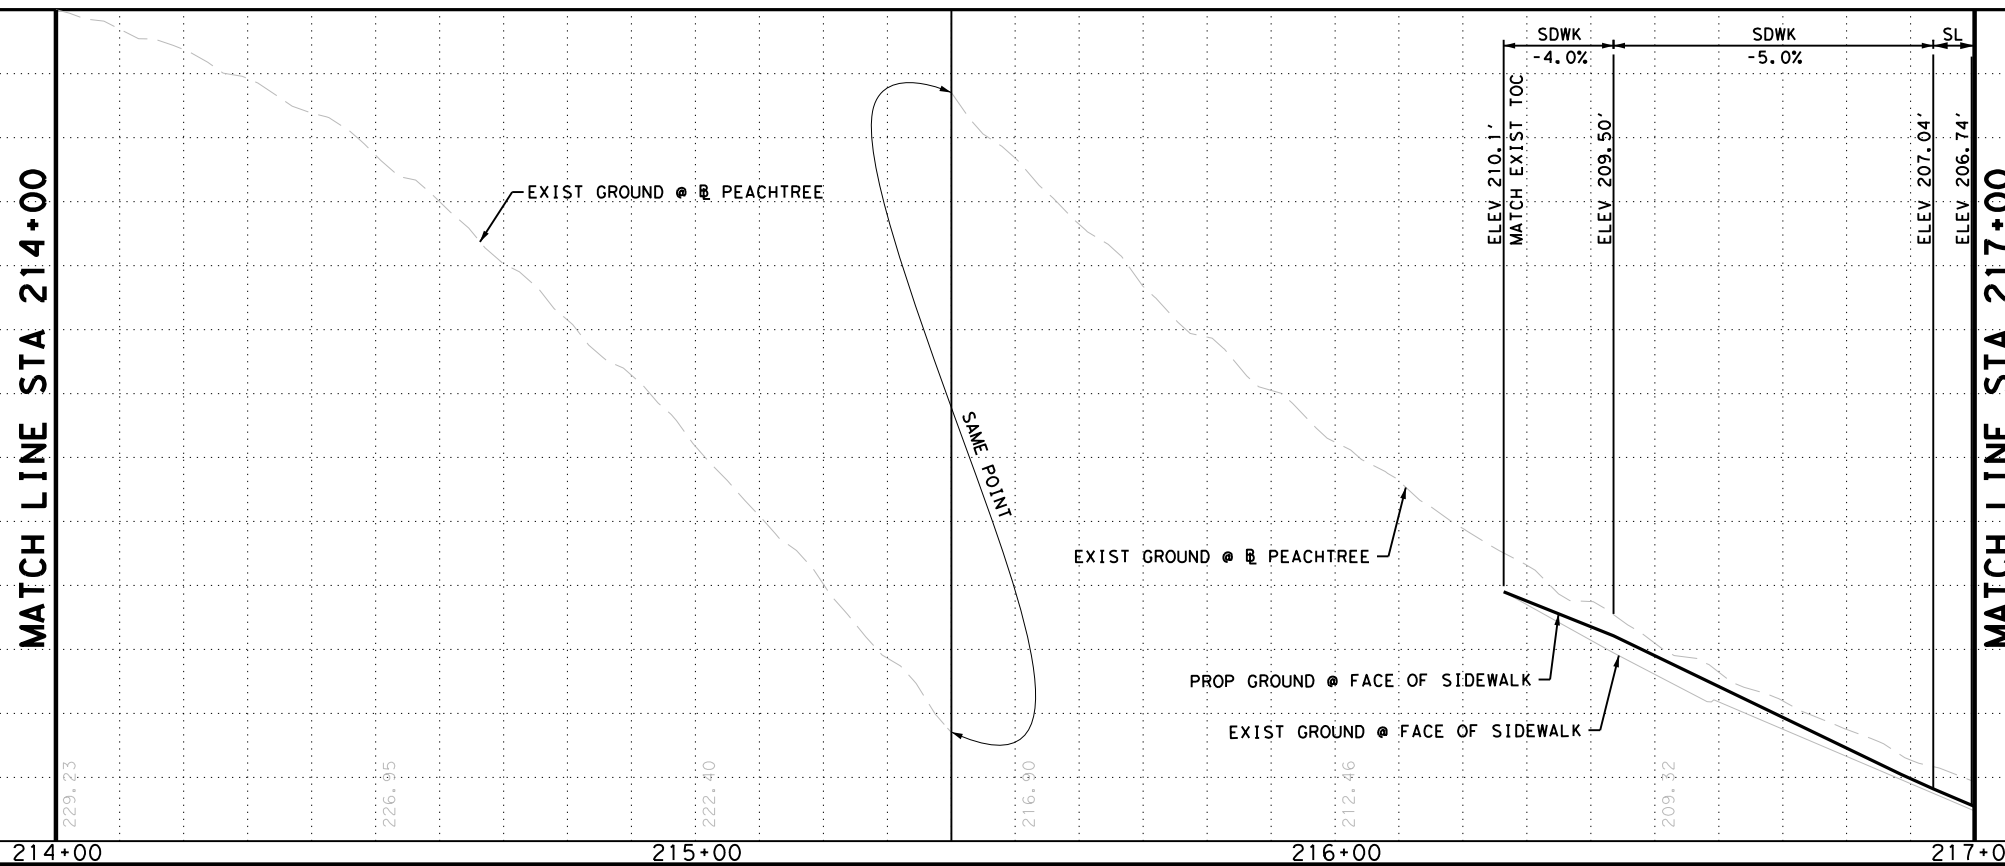 MATCH LINE STA 214+00
EXIST GROUND @ BL PEACHTREE
SAME POINT
EXIST GROUND @ BL PEACHTREE
PROP GROUND @ FACE OF SIDEWALK
EXIST GROUND @ FACE OF SIDEWALK
SDWK
-4.0%
SDWK
-5.0%
SL
ELEV 210.1'
MATCH EXIST TOC
ELEV 209.50'
ELEV 207.04'
ELEV 206.74'
MATCH LINE STA 217+00
229.23
226.95
222.40
216.90
212.46
209.32
214+00
215+00
216+00
217+0